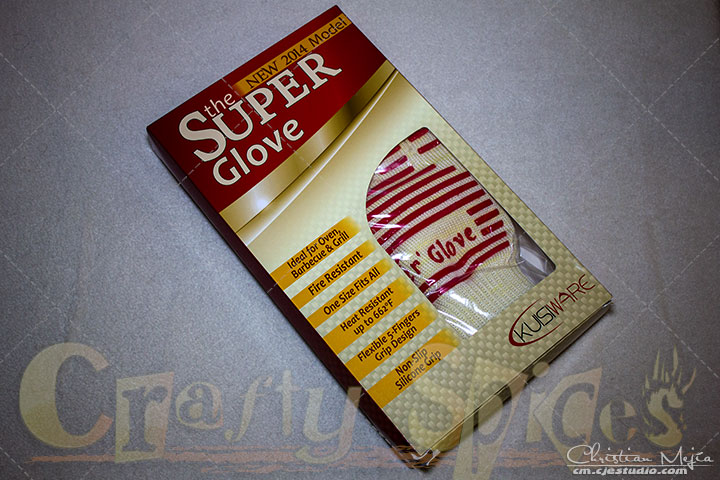 NEW 2014 Model
the
SUPER
Glove
Ideal for Oven,
Barbecue & Grill
Fire Resistant
One Size Fits All
Heat Resistant
up to 662°F
Flexible 5-Fingers
Grip Design
Non-Slip
Silicone Grip
r' Glove
KUISWARE
Crafty Spices
Christian Mejia
cm.cjestudio.com